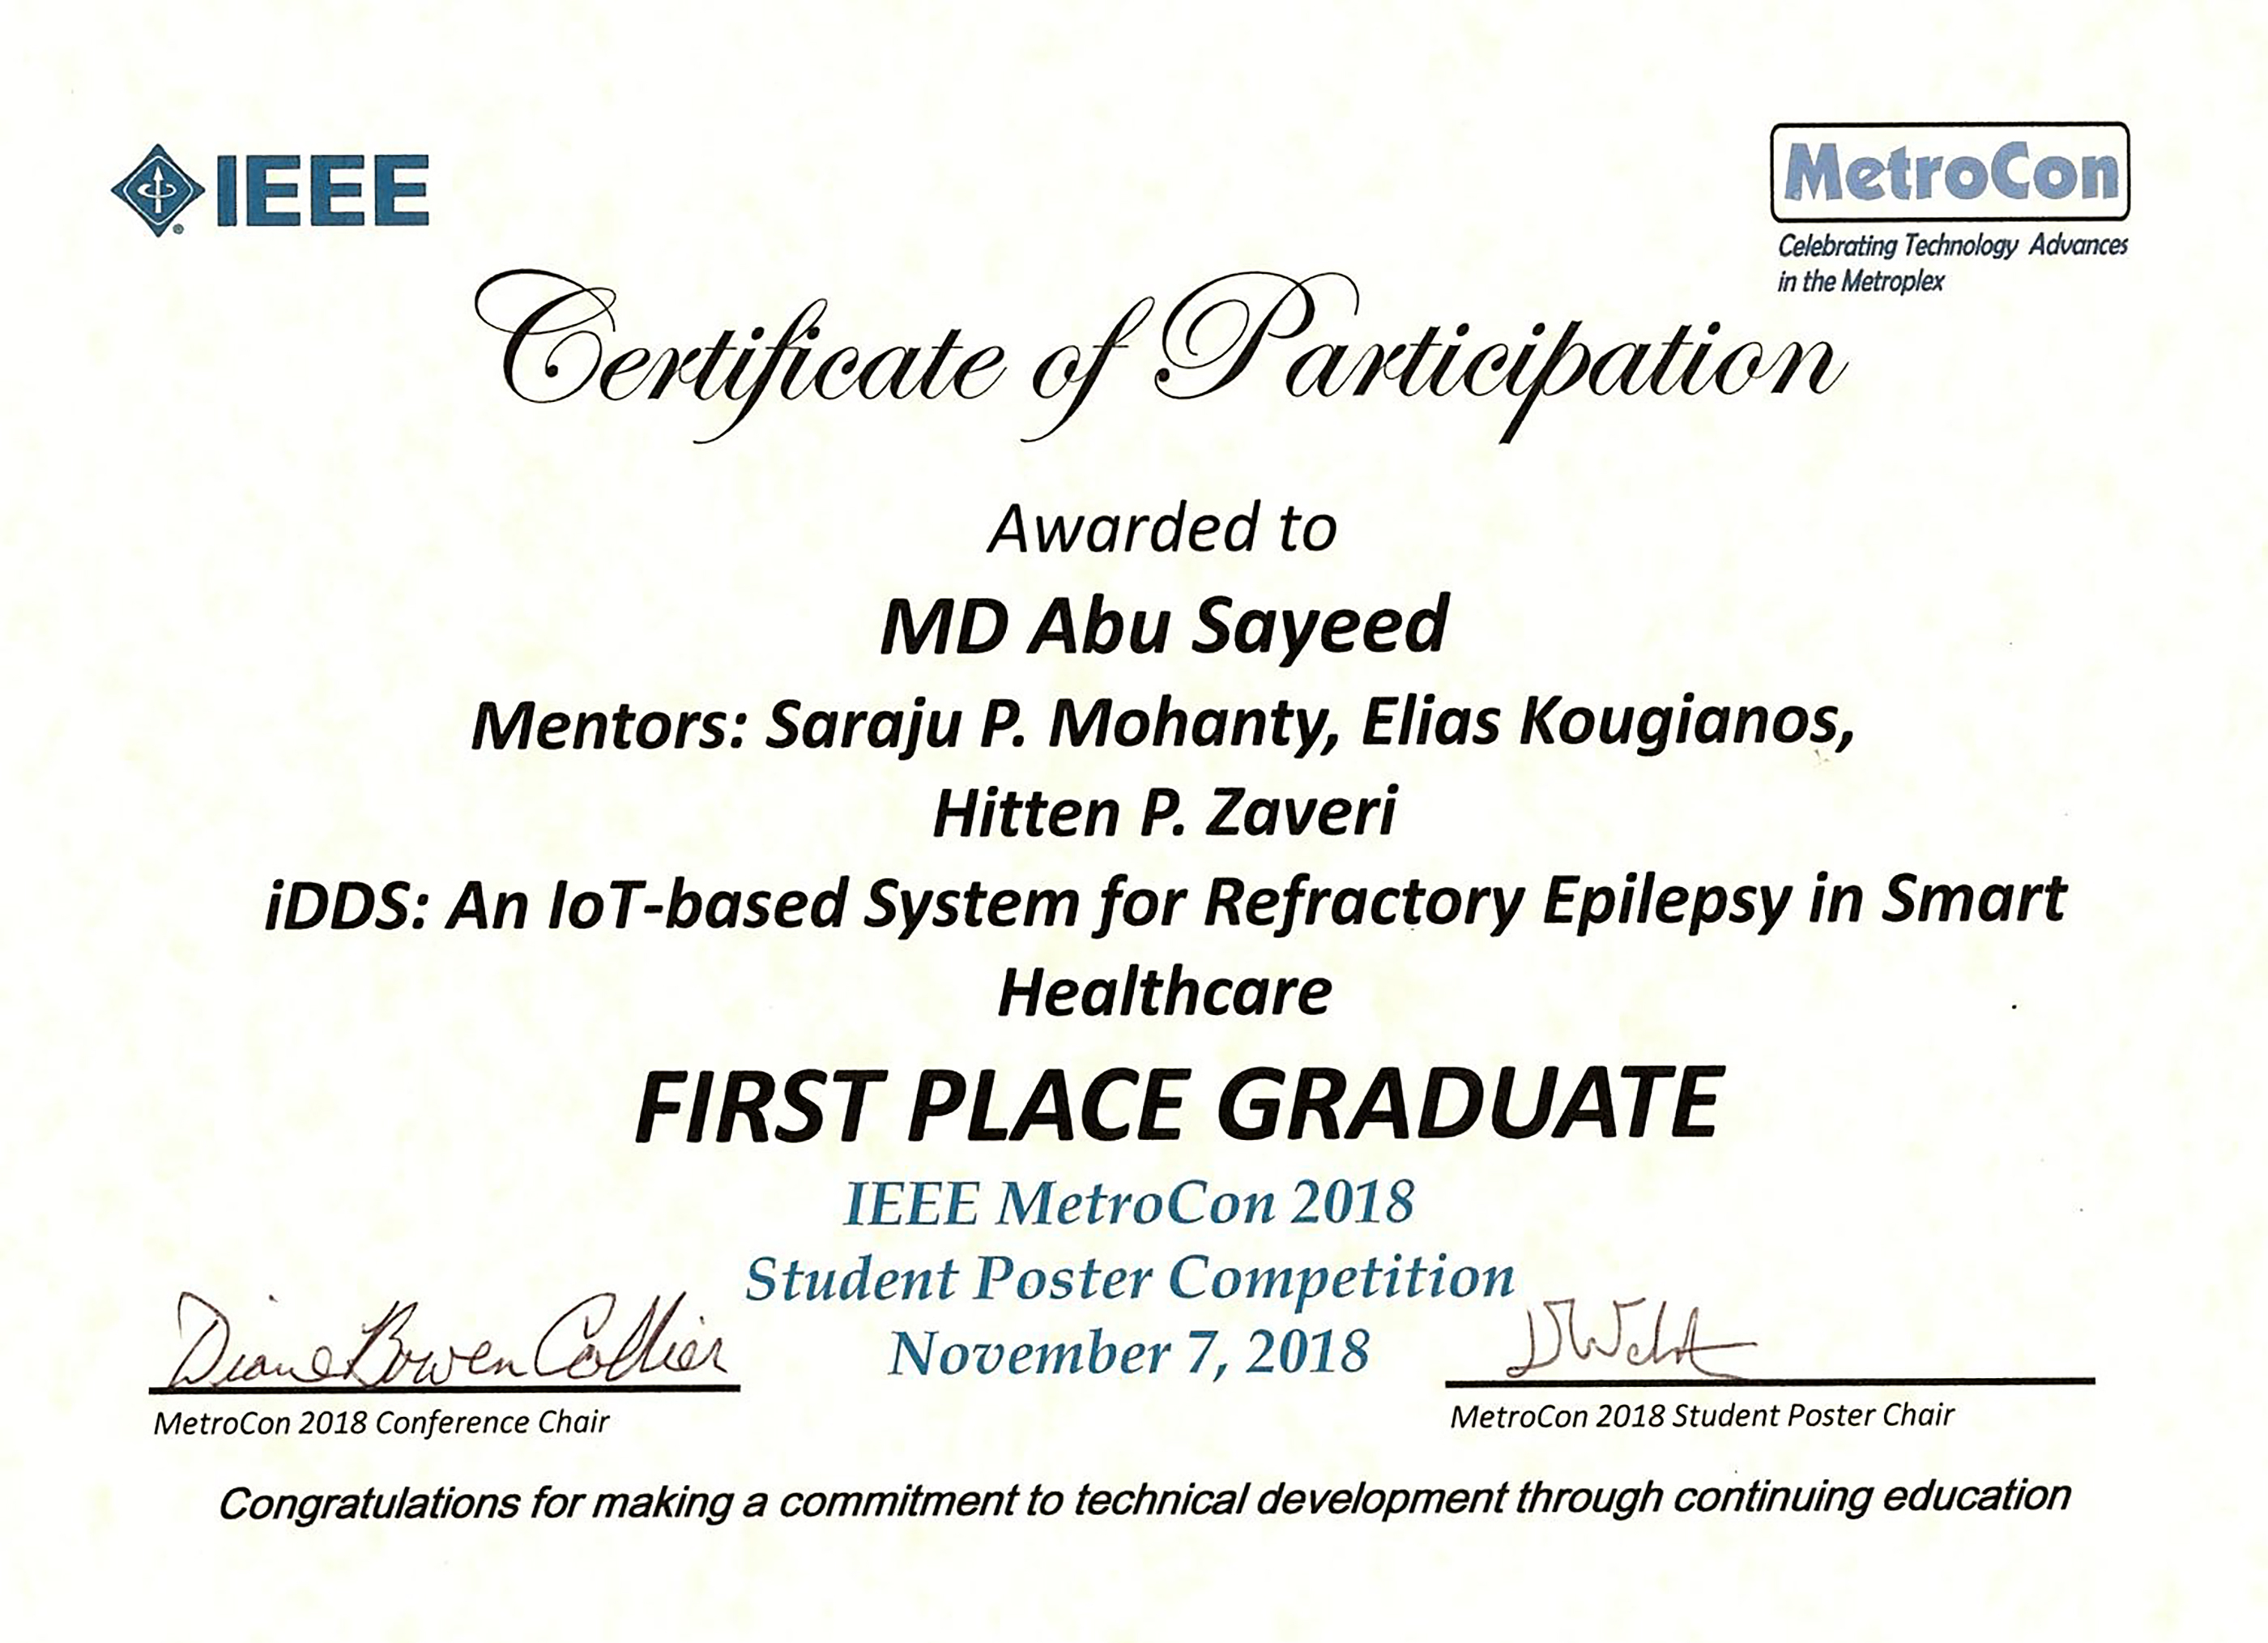 IEEE
MetroCon
Celebrating Technology Advances
in the Metroplex
Certificate of Participation
Awarded to
MD Abu Sayeed
Mentors: Saraju P. Mohanty, Elias Kougianos,
Hitten P. Zaveri
iDDS: An IoT-based System for Refractory Epilepsy in Smart
Healthcare
FIRST PLACE GRADUATE
IEEE MetroCon 2018
Student Poster Competition
November 7, 2018
Diane Bowen Collier
MetroCon 2018 Conference Chair
MetroCon 2018 Student Poster Chair
Congratulations for making a commitment to technical development through continuing education